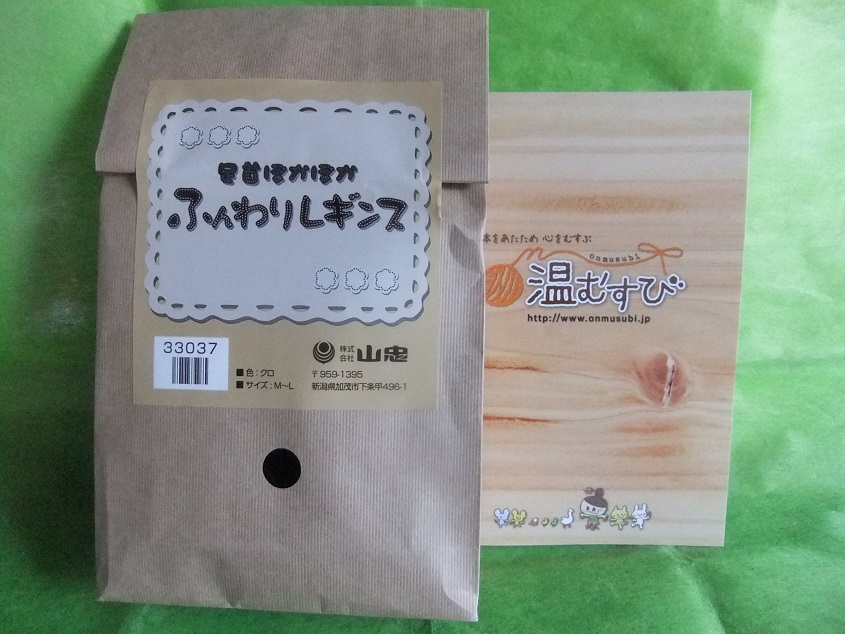 足首ぽかぽか
ふんわりレギンス
33037
■色:クロ
■サイズ:M〜L
株式会社 山忠
〒959-1395
新潟県加茂市下条甲496-1
体をあたため 心をむすぶ
onmusubi
温むすび
http://www.onmusubi.jp